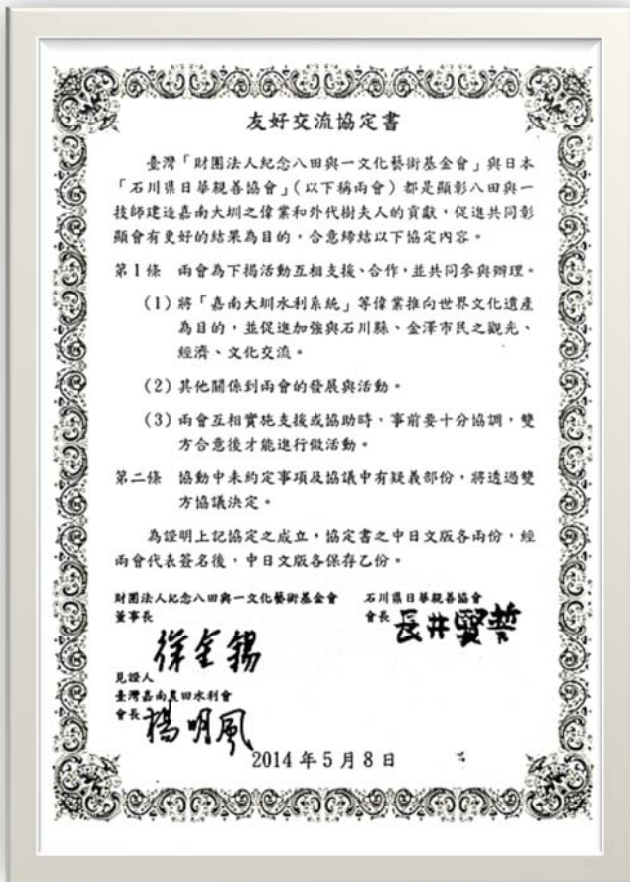 友好交流協定書
臺灣「財團法人紀念八田與一文化藝術基金會」與日本
「石川県日華親善協會」(以下稱兩會)都是顯彰八田與一
技師建造嘉南大圳之偉業和外代樹夫人的貢獻,促進共同彰
顯會有更好的結果為目的,合意締結以下協定內容。
第1條 兩會為下揭活動互相支援、合作,並共同參與辦理。
(1)將「嘉南大圳水利系統」等偉業推向世界文化遺產
為目的,並促進加強與石川縣、金澤市民之觀光、
經濟、文化交流。
(2)其他關係到兩會的發展與活動。
(3)兩會互相實施支援或協助時,事前要十分協調,雙
方合意後才能進行做活動。
第二條 協動中未約定事項及協議中有疑義部份,將透過雙
方協議決定。
為證明上記協定之成立,協定書之中日文版各兩份,經
兩會代表簽名後,中日文版各保存乙份。
財團法人紀念八田與一文化藝術基金會
董事長
徐金錫
石川県日華親善協會
會長 長井賢誓
見證人
臺灣嘉南農田水利會
會長 楊明風
2014年5月8日